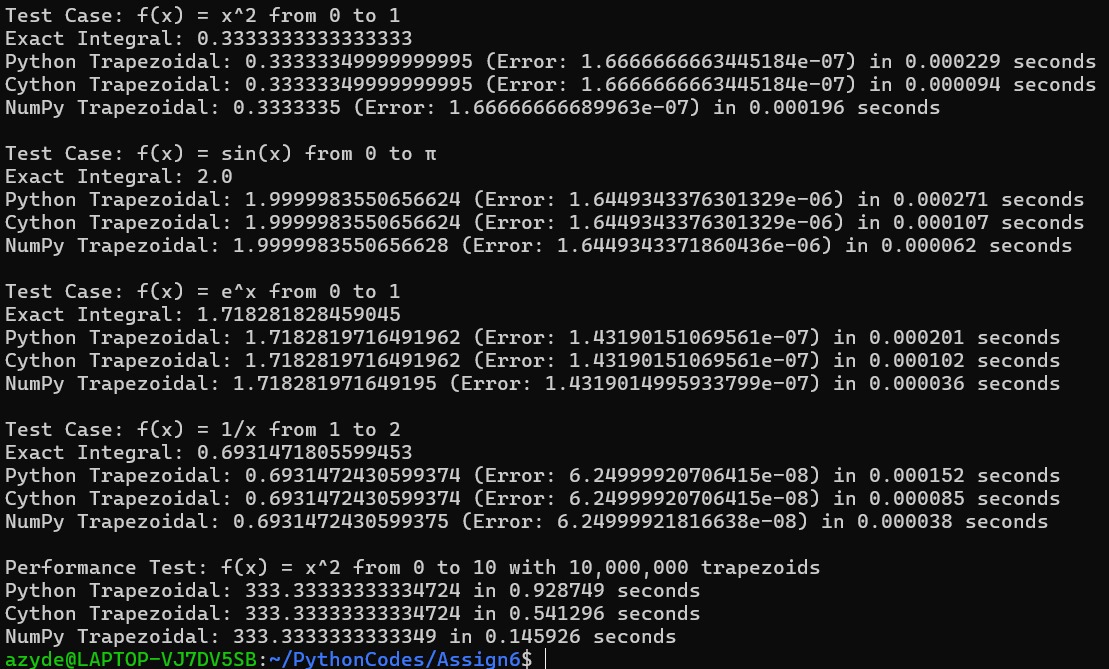 Test Case: f(x) = x^2 from 0 to 1
Exact Integral: 0.3333333333333333
Python Trapezoidal: 0.33333349999999995 (Error: 1.6666666663445184e-07) in 0.000229 seconds
Cython Trapezoidal: 0.33333349999999995 (Error: 1.6666666663445184e-07) in 0.000094 seconds
NumPy Trapezoidal: 0.3333335 (Error: 1.66666666689963e-07) in 0.000196 seconds
Test Case: f(x) = sin(x) from 0 to π
Exact Integral: 2.0
Python Trapezoidal: 1.9999983550656624 (Error: 1.6449343376301329e-06) in 0.000271 seconds
Cython Trapezoidal: 1.9999983550656624 (Error: 1.6449343376301329e-06) in 0.000107 seconds
NumPy Trapezoidal: 1.9999983550656628 (Error: 1.6449343371860436e-06) in 0.000062 seconds
Test Case: f(x) = e^x from 0 to 1
Exact Integral: 1.718281828459045
Python Trapezoidal: 1.7182819716491962 (Error: 1.43190151069561e-07) in 0.000201 seconds
Cython Trapezoidal: 1.7182819716491962 (Error: 1.43190151069561e-07) in 0.000102 seconds
NumPy Trapezoidal: 1.718281971649195 (Error: 1.4319014995933799e-07) in 0.000036 seconds
Test Case: f(x) = 1/x from 1 to 2
Exact Integral: 0.6931471805599453
Python Trapezoidal: 0.6931472430599374 (Error: 6.24999920706415e-08) in 0.000152 seconds
Cython Trapezoidal: 0.6931472430599374 (Error: 6.24999920706415e-08) in 0.000085 seconds
NumPy Trapezoidal: 0.6931472430599375 (Error: 6.24999921816638e-08) in 0.000038 seconds
Performance Test: f(x) = x^2 from 0 to 10 with 10,000,000 trapezoids
Python Trapezoidal: 333.33333333334724 in 0.928749 seconds
Cython Trapezoidal: 333.33333333334724 in 0.541296 seconds
NumPy Trapezoidal: 333.3333333333349 in 0.145926 seconds
azyde@LAPTOP-VJ7DV5SB:~/PythonCodes/Assign6$